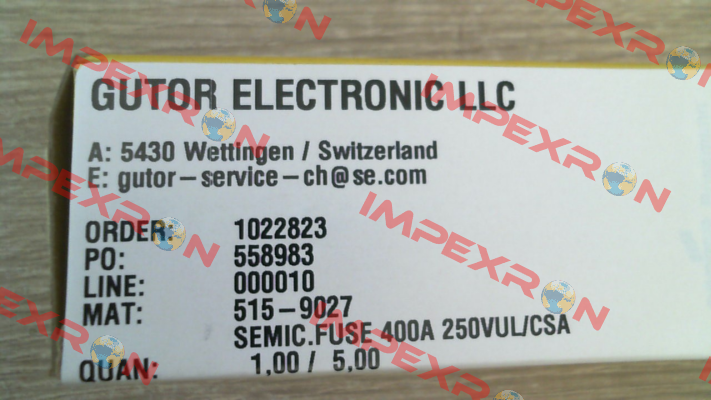 GUTOR ELECTRONIC LLC
A: 5430 Wettingen / Switzerland
E: gutor-service-ch@se.com
ORDER: 1022823
PO: 558983
LINE: 000010
MAT: 515-9027
SEMIC.FUSE 400A 250VUL/CSA
QUAN: 1,00 / 5,00
IMPEXRON
IMPEXRON
IMPEXRON
IMPEXRON
IMPEXRON